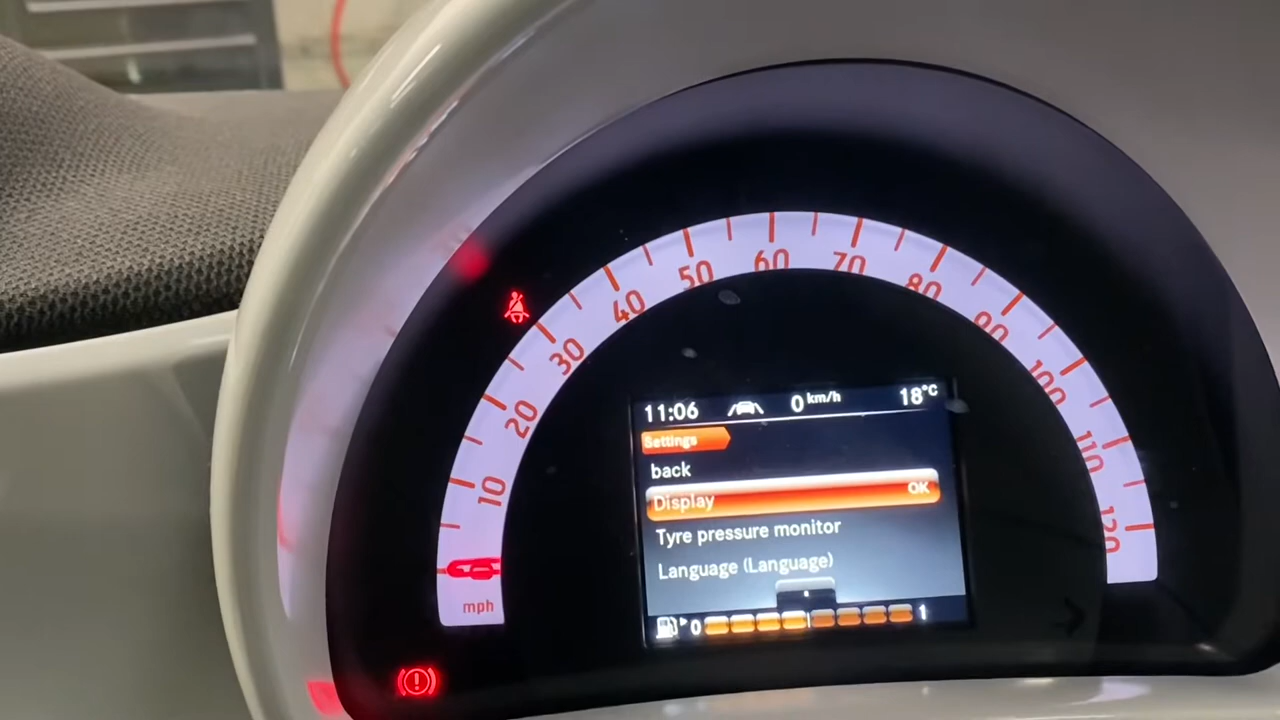 10
20
30
40
50
60
70
80
90
100
110
120
mph
11:06 0 km/h 18°C
Settings
back
Display OK
Tyre pressure monitor
Language (Language)
0 1